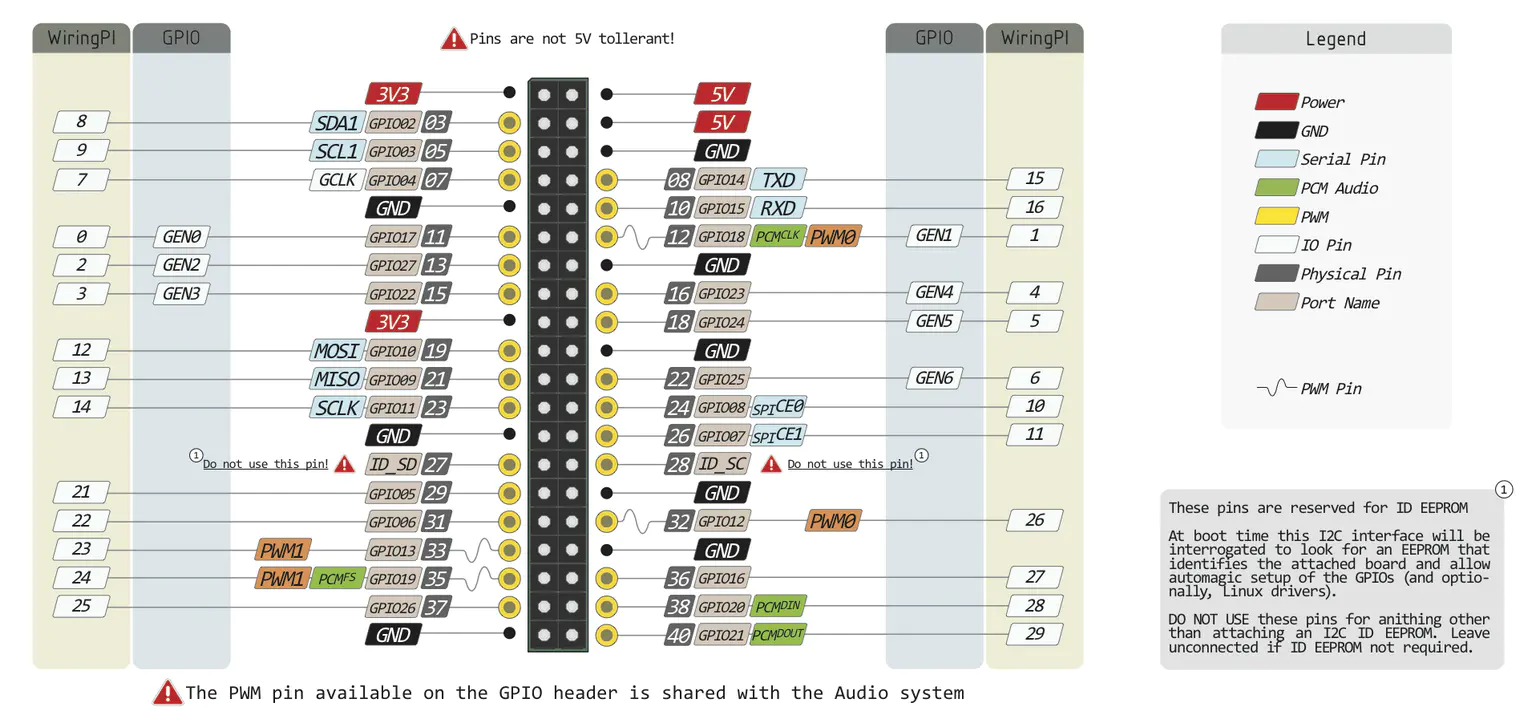 WiringPI GPIO Pins are not 5V tollerant! GPIO WiringPI Legend
3V3 5V
8 SDA1 GPIO02 03 5V
9 SCL1 GPIO03 05 GND
7 GCLK GPIO04 07 08 GPIO14 TXD 15
GND 10 GPIO15 RXD 16
0 GEN0 GPIO17 11 12 GPIO18 PCMCLK PWM0 GEN1 1
2 GEN2 GPIO27 13 GND
3 GEN3 GPIO22 15 16 GPIO23 GEN4 4
3V3 18 GPIO24 GEN5 5
12 MOSI GPIO10 19 GND
13 MISO GPIO09 21 22 GPIO25 GEN6 6
14 SCLK GPIO11 23 24 GPIO08 SPICE0 10
GND 26 GPIO07 SPICE1 11
1 Do not use this pin! ID_SD 27 28 ID_SC Do not use this pin! 1
21 GPIO05 29 GND
22 GPIO06 31 32 GPIO12 PWM0 26
23 PWM1 GPIO13 33 GND
24 PWM1 PCMFS GPIO19 35 36 GPIO16 27
25 GPIO26 37 38 GPIO20 PCMDIN 28
GND 40 GPIO21 PCMDOUT 29
The PWM pin available on the GPIO header is shared with the Audio system
Power
GND
Serial Pin
PCM Audio
PWM
IO Pin
Physical Pin
Port Name
PWM Pin
1
These pins are reserved for ID EEPROM
At boot time this I2C interface will be
interrogated to look for an EEPROM that
identifies the attached board and allow
automagic setup of the GPIOs (and optio-
nally, Linux drivers).
DO NOT USE these pins for anithing other
than attaching an I2C ID EEPROM. Leave
unconnected if ID EEPROM not required.